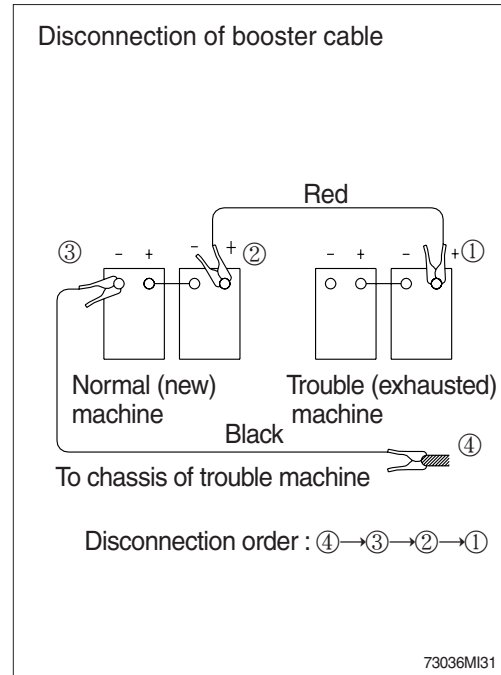 Disconnection of booster cable
Red
③ - + - + ② - + - + ①
Normal (new)
machine
Trouble (exhausted)
machine
Black
④
To chassis of trouble machine
Disconnection order : ④→③→②→①
73036MI31